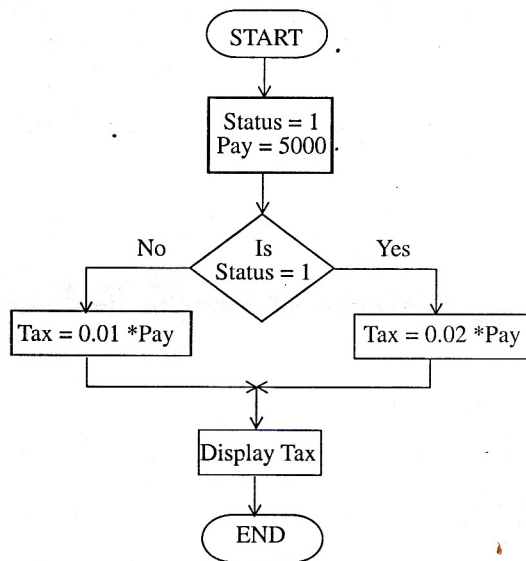 START
Status = 1
Pay = 5000
Is
Status = 1
No
Yes
Tax = 0.01 *Pay
Tax = 0.02 *Pay
Display Tax
END